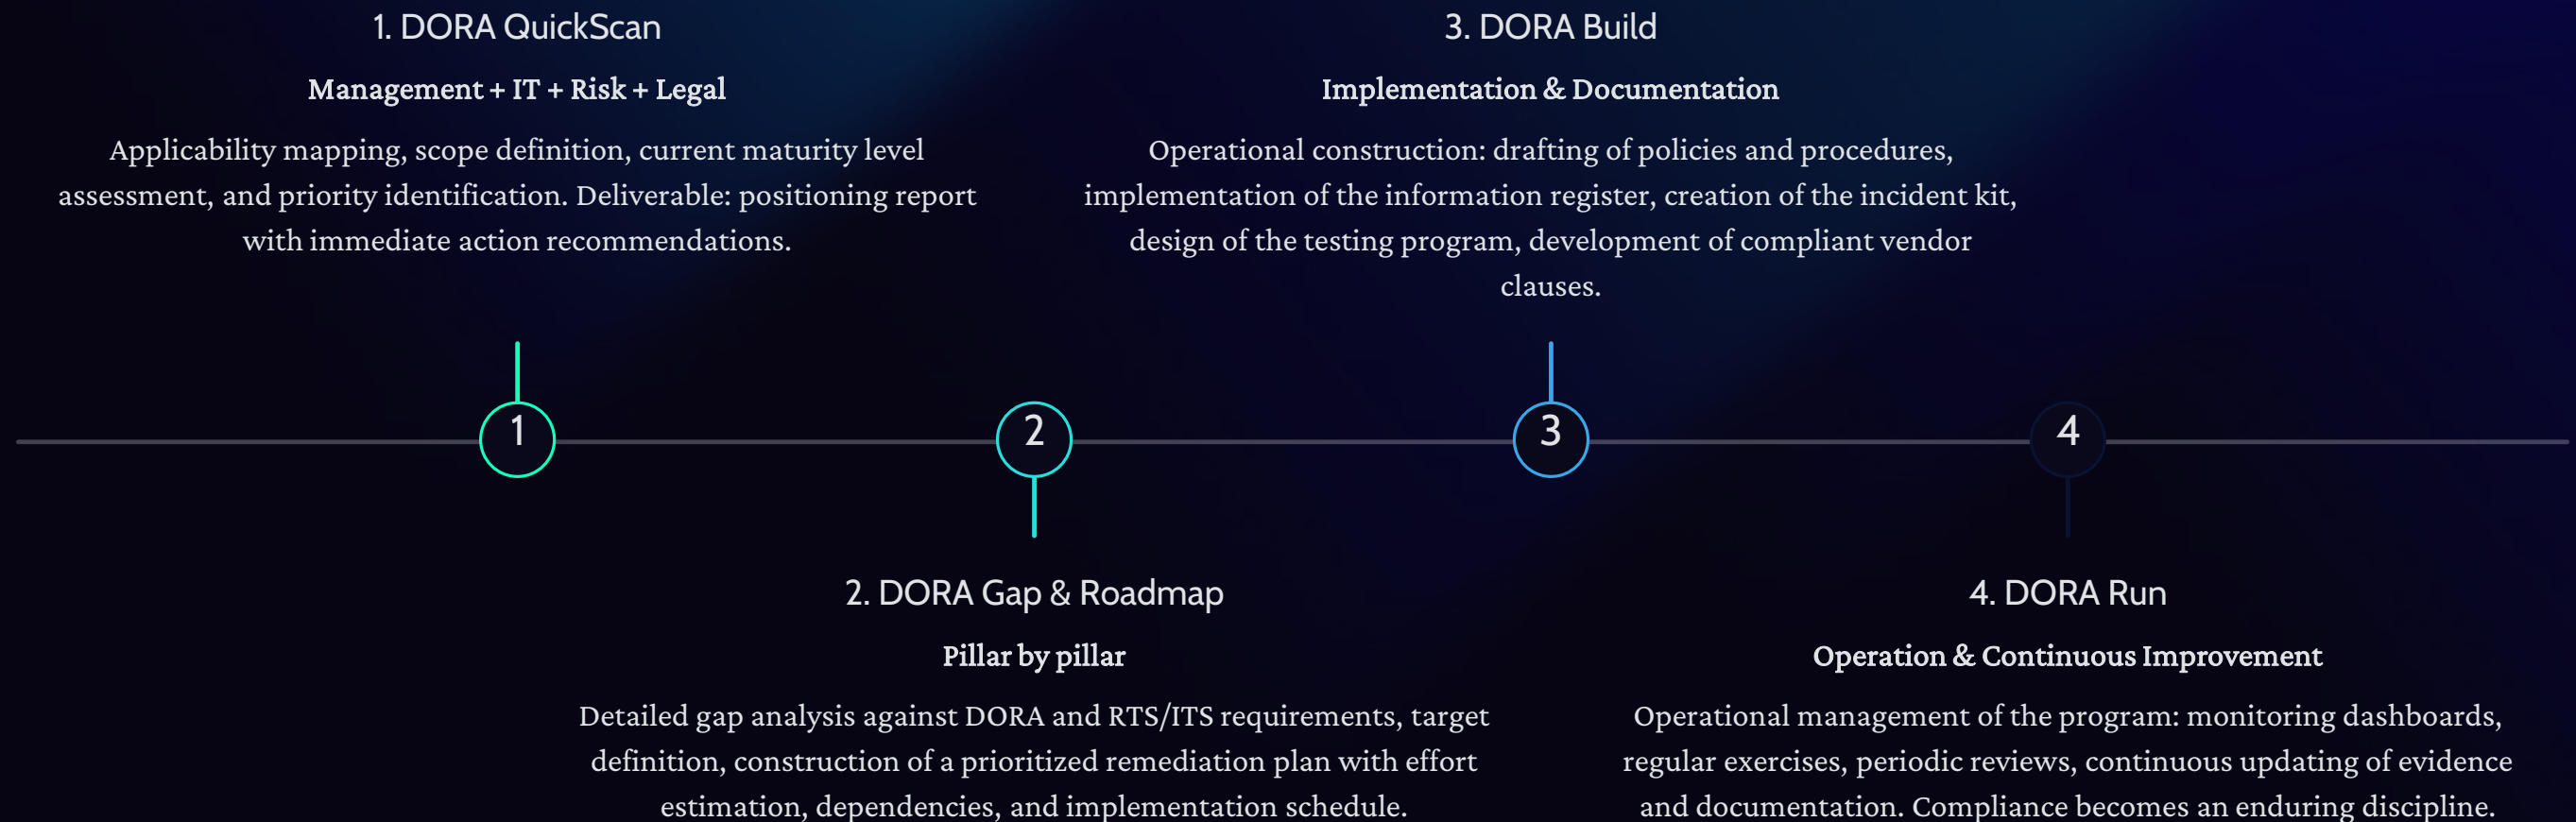 1. DORA QuickScan
Management + IT + Risk + Legal
Applicability mapping, scope definition, current maturity level
assessment, and priority identification. Deliverable: positioning report
with immediate action recommendations.
3. DORA Build
Implementation & Documentation
Operational construction: drafting of policies and procedures,
implementation of the information register, creation of the incident kit,
design of the testing program, development of compliant vendor
clauses.
1
2
3
4
2. DORA Gap & Roadmap
Pillar by pillar
Detailed gap analysis against DORA and RTS/ITS requirements, target
definition, construction of a prioritized remediation plan with effort
estimation, dependencies, and implementation schedule.
4. DORA Run
Operation & Continuous Improvement
Operational management of the program: monitoring dashboards,
regular exercises, periodic reviews, continuous updating of evidence
and documentation. Compliance becomes an enduring discipline.